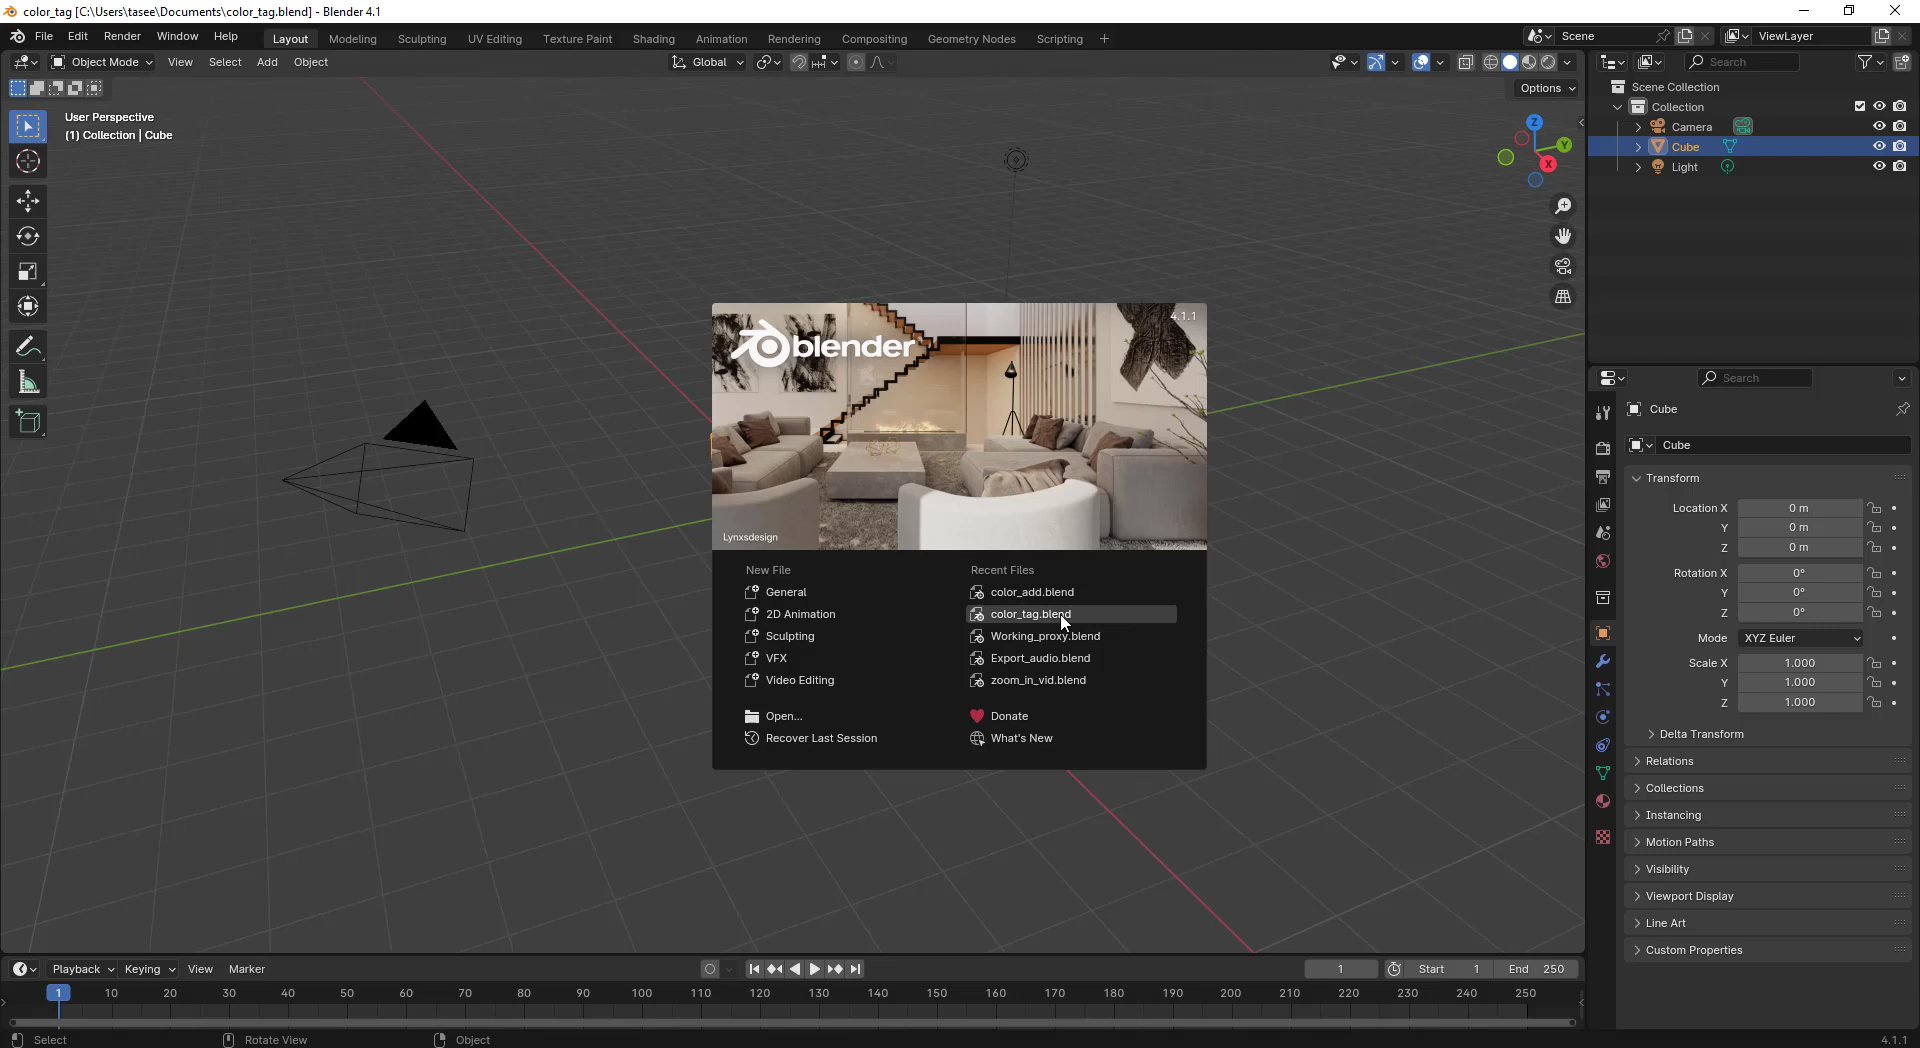 color_tag [C:\Users\tasee\Documents\color_tag.blend] - Blender 4.1
File Edit Render Window Help
Layout Modeling Sculpting UV Editing Texture Paint Shading Animation Rendering Compositing Geometry Nodes Scripting +
Scene
ViewLayer
Object Mode View Select Add Object
Global
Options
User Perspective
(1) Collection | Cube
Z
Y
X
Search
Scene Collection
Collection
Camera
Cube
Light
blender
4.1.1
Lynxsdesign
New File
General
2D Animation
Sculpting
VFX
Video Editing
Open...
Recover Last Session
Recent Files
color_add.blend
color_tag.blend
Working_proxy.blend
Export_audio.blend
zoom_in_vid.blend
Donate
What's New
Search
Cube
Cube
Transform
Location X 0 m
Y 0 m
Z 0 m
Rotation X 0°
Y 0°
Z 0°
Mode XYZ Euler
Scale X 1.000
Y 1.000
Z 1.000
Delta Transform
Relations
Collections
Instancing
Motion Paths
Visibility
Viewport Display
Line Art
Custom Properties
Playback Keying View Marker
1
Start 1
End 250
1 10 20 30 40 50 60 70 80 90 100 110 120 130 140 150 160 170 180 190 200 210 220 230 240 250
Select
Rotate View
Object
4.1.1